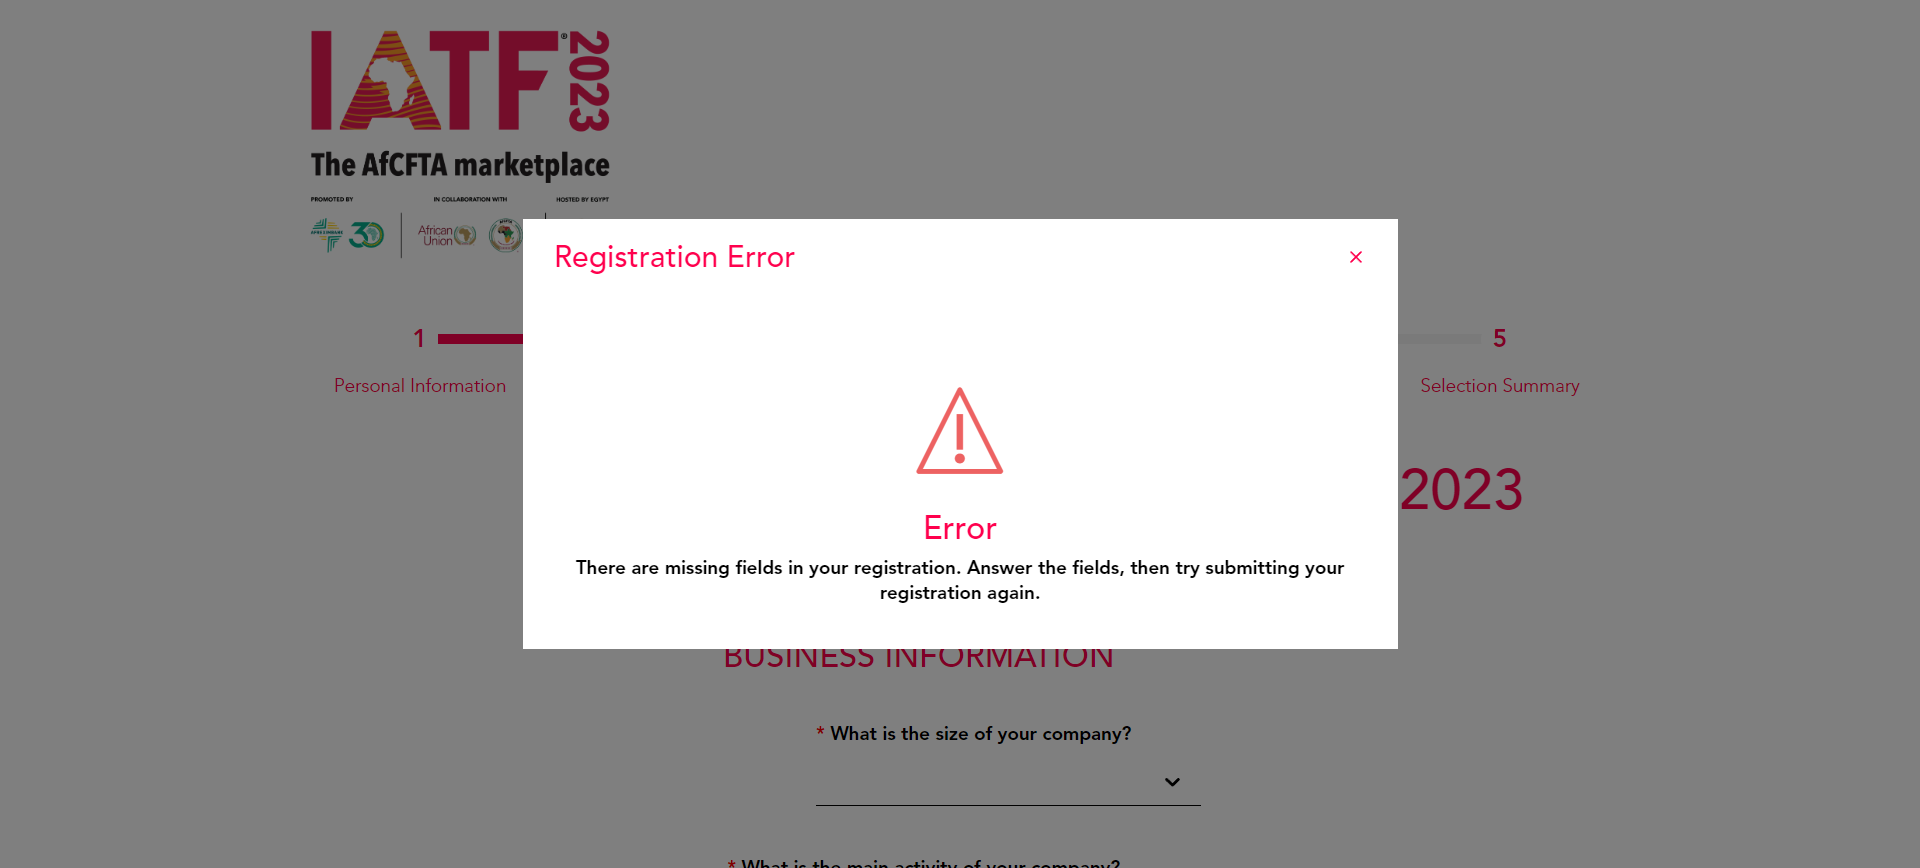 IATF® 2023
The AfCFTA marketplace
PROMOTED BY
IN COLLABORATION WITH
HOSTED BY EGYPT
AFREXIMBANK
30
African
Union
Registration Error
×
1
5
Personal Information
Selection Summary
2023
Error
There are missing fields in your registration. Answer the fields, then try submitting your
registration again.
BUSINESS INFORMATION
* What is the size of your company?
* What is the main activity of your company?